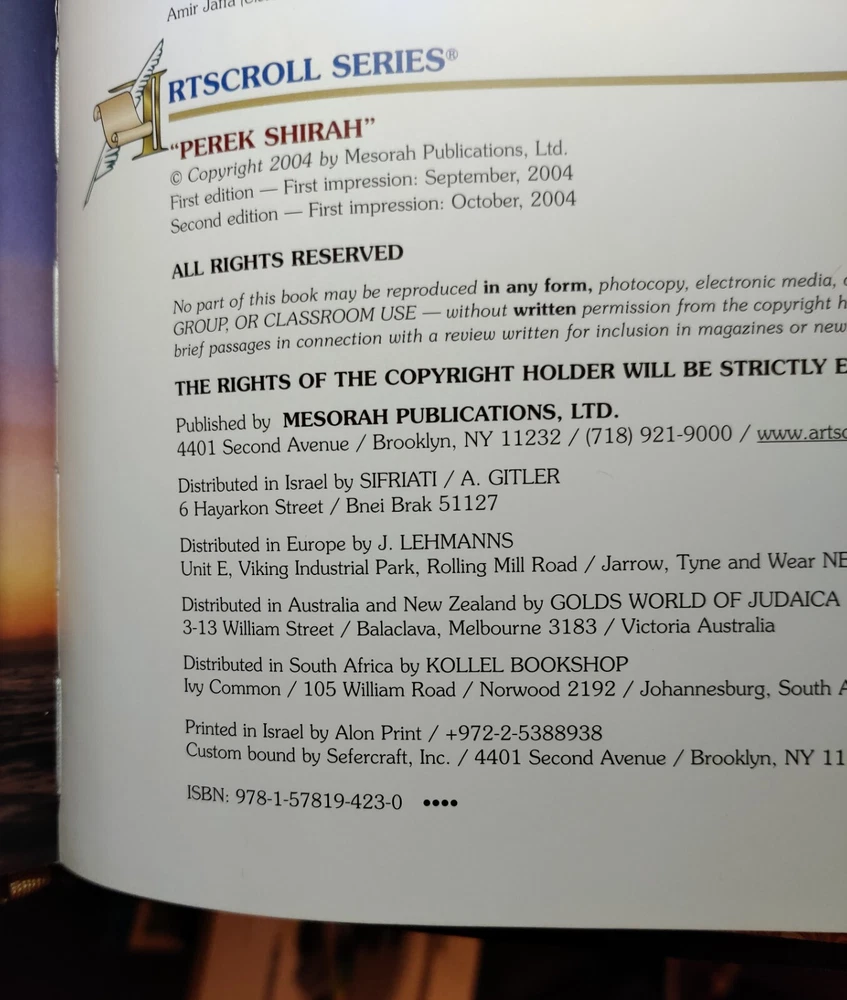 Amir Jaffa
ARTSCROLL SERIES®
"PEREK SHIRAH"
© Copyright 2004 by Mesorah Publications, Ltd.
First edition — First impression: September, 2004
Second edition — First impression: October, 2004
ALL RIGHTS RESERVED
No part of this book may be reproduced in any form, photocopy, electronic media,
GROUP, OR CLASSROOM USE — without written permission from the copyright h
brief passages in connection with a review written for inclusion in magazines or new
THE RIGHTS OF THE COPYRIGHT HOLDER WILL BE STRICTLY E
Published by MESORAH PUBLICATIONS, LTD.
4401 Second Avenue / Brooklyn, NY 11232 / (718) 921-9000 / www.artsc
Distributed in Israel by SIFRIATI / A. GITLER
6 Hayarkon Street / Bnei Brak 51127
Distributed in Europe by J. LEHMANNS
Unit E, Viking Industrial Park, Rolling Mill Road / Jarrow, Tyne and Wear NE
Distributed in Australia and New Zealand by GOLDS WORLD OF JUDAICA
3-13 William Street / Balaclava, Melbourne 3183 / Victoria Australia
Distributed in South Africa by KOLLEL BOOKSHOP
Ivy Common / 105 William Road / Norwood 2192 / Johannesburg, South A
Printed in Israel by Alon Print / +972-2-5388938
Custom bound by Sefercraft, Inc. / 4401 Second Avenue / Brooklyn, NY 11
ISBN: 978-1-57819-423-0 ••••